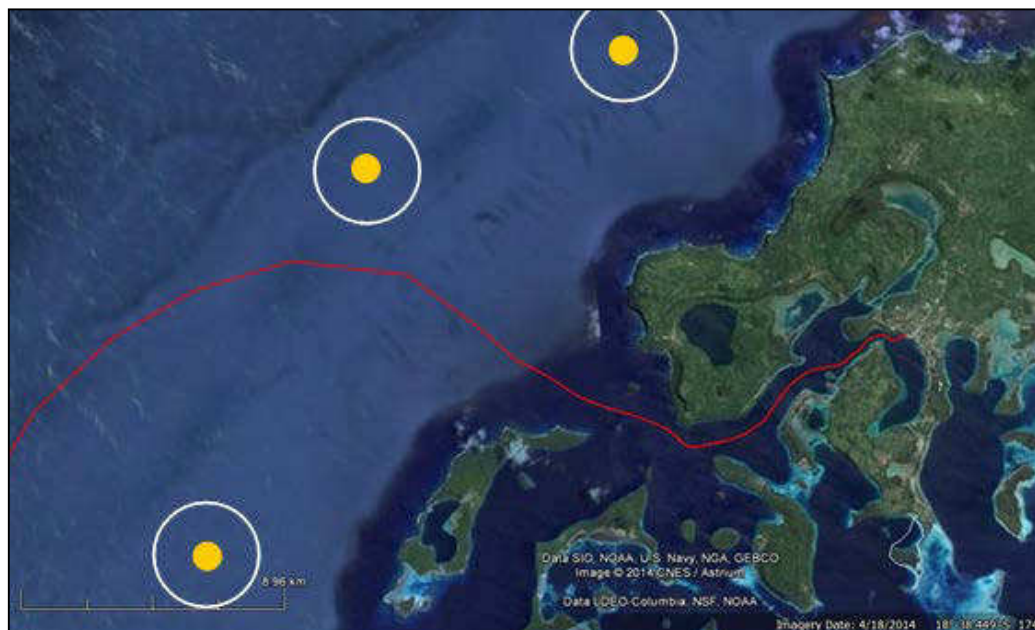 8.96 km
Data SIO, NOAA, U.S. Navy, NGA, GEBCO
Image © 2014 CNES / Astrium
Data LDEO-Columbia, NSF, NOAA
Imagery Date: 4/18/2014